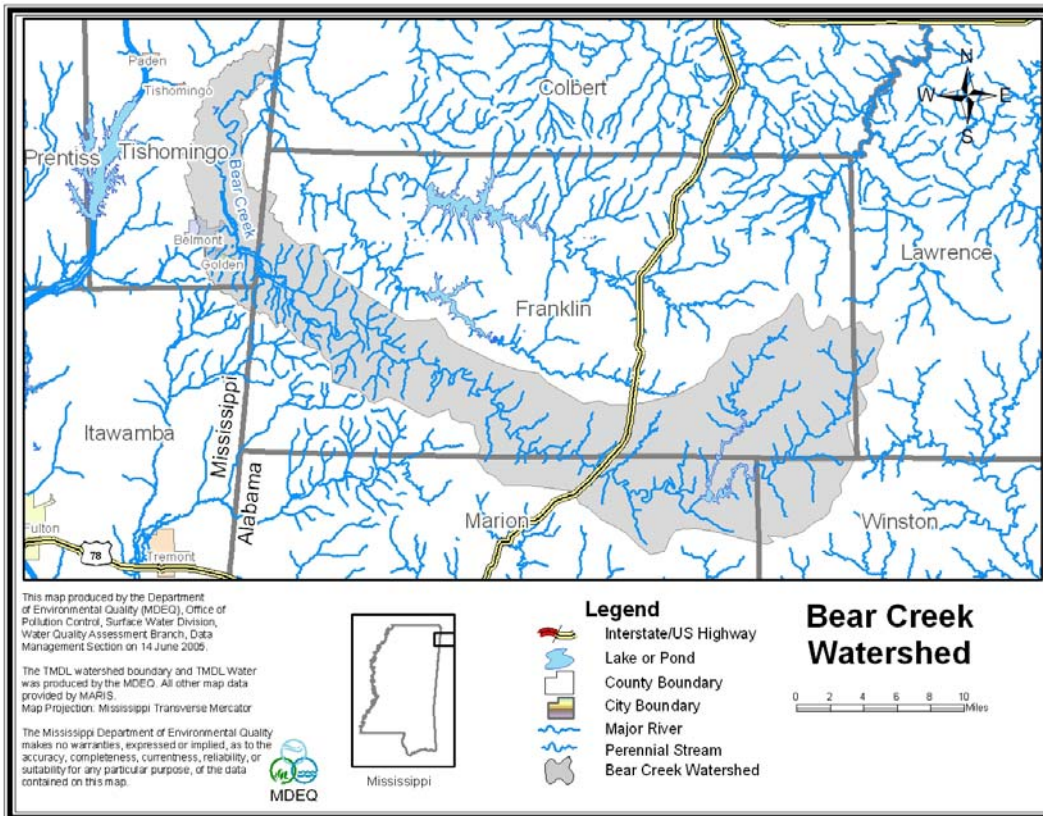 Paden
Tishomingo
Colbert
N
W E
S
Prentiss
Tishomingo
Bear Creek
Belmont
Golden
Lawrence
Franklin
Mississippi
Alabama
Itawamba
Marion
Winston
Fulton
78
Tremont
This map produced by the Department
of Environmental Quality (MDEQ), Office of
Pollution Control, Surface Water Division,
Water Quality Assessment Branch, Data
Management Section on 14 June 2005.
The TMDL watershed boundary and TMDL Water
was produced by the MDEQ. All other map data
provided by MARIS.
Map Projection: Mississippi Transverse Mercator
The Mississippi Department of Environmental Quality
makes no warranties, expressed or implied, as to the
accuracy, completeness, currentness, reliability, or
suitability for any particular purpose, of the data
contained on this map.
MDEQ
Mississippi
Legend
Interstate/US Highway
Lake or Pond
County Boundary
City Boundary
Major River
Perennial Stream
Bear Creek Watershed
Bear Creek
Watershed
0 2 4 6 8 10
Miles